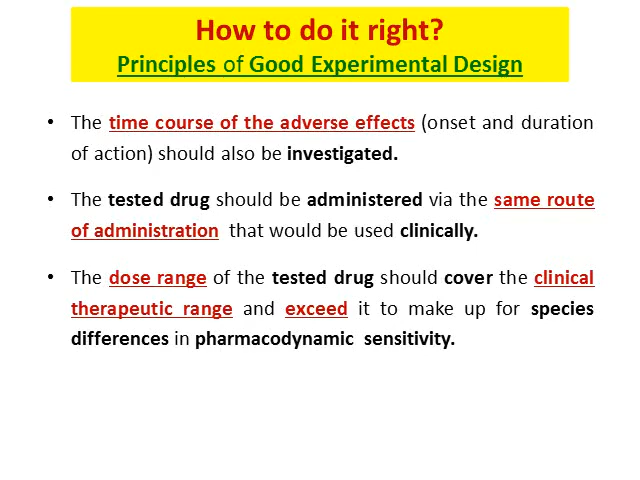 How to do it right?
Principles of Good Experimental Design
• The time course of the adverse effects (onset and duration
of action) should also be investigated.
• The tested drug should be administered via the same route
of administration that would be used clinically.
• The dose range of the tested drug should cover the clinical
therapeutic range and exceed it to make up for species
differences in pharmacodynamic sensitivity.